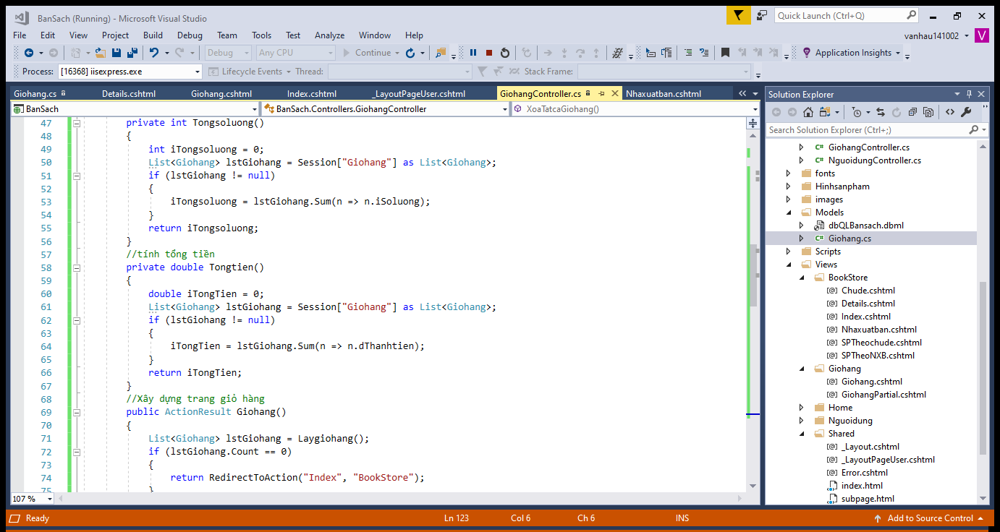 BanSach (Running) - Microsoft Visual Studio
Quick Launch (Ctrl+Q)
File Edit View Project Build Debug Team Tools Test Analyze Window Help
vanhau141002 V
Debug Any CPU Continue Application Insights
Process: [16368] iisexpress.exe Lifecycle Events Thread: Stack Frame:
Giohang.cs Details.cshtml Giohang.cshtml Index.cshtml _LayoutPageUser.cshtml GiohangController.cs Nhaxuatban.cshtml
BanSach BanSach.Controllers.GiohangController XoaTatcaGiohang()
47 private int Tongsoluong()
48 {
49 int iTongsoluong = 0;
50 List<Giohang> lstGiohang = Session["Giohang"] as List<Giohang>;
51 if (lstGiohang != null)
52 {
53 iTongsoluong = lstGiohang.Sum(n => n.iSoluong);
54 }
55 return iTongsoluong;
56 }
57 //tính tổng tiền
58 private double Tongtien()
59 {
60 double iTongTien = 0;
61 List<Giohang> lstGiohang = Session["Giohang"] as List<Giohang>;
62 if (lstGiohang != null)
63 {
64 iTongTien = lstGiohang.Sum(n => n.dThanhtien);
65 }
66 return iTongTien;
67 }
68 //Xây dựng trang giỏ hàng
69 public ActionResult Giohang()
70 {
71 List<Giohang> lstGiohang = Laygiohang();
72 if (lstGiohang.Count == 0)
73 {
74 return RedirectToAction("Index", "BookStore");
75 }
107 %
Solution Explorer
Search Solution Explorer (Ctrl+;)
C# GiohangController.cs
C# NguoidungController.cs
fonts
Hinhsanpham
images
Models
dbQLBansach.dbml
C# Giohang.cs
Scripts
Views
BookStore
[@] Chude.cshtml
[@] Details.cshtml
[@] Index.cshtml
[@] Nhaxuatban.cshtml
[@] SPTheochude.cshtml
[@] SPTheoNXB.cshtml
Giohang
[@] Giohang.cshtml
[@] GiohangPartial.cshtml
Home
Nguoidung
Shared
[@] _Layout.cshtml
[@] _LayoutPageUser.cshtml
[@] Error.cshtml
index.html
subpage.html
Ready Ln 123 Col 6 Ch 6 INS Add to Source Control